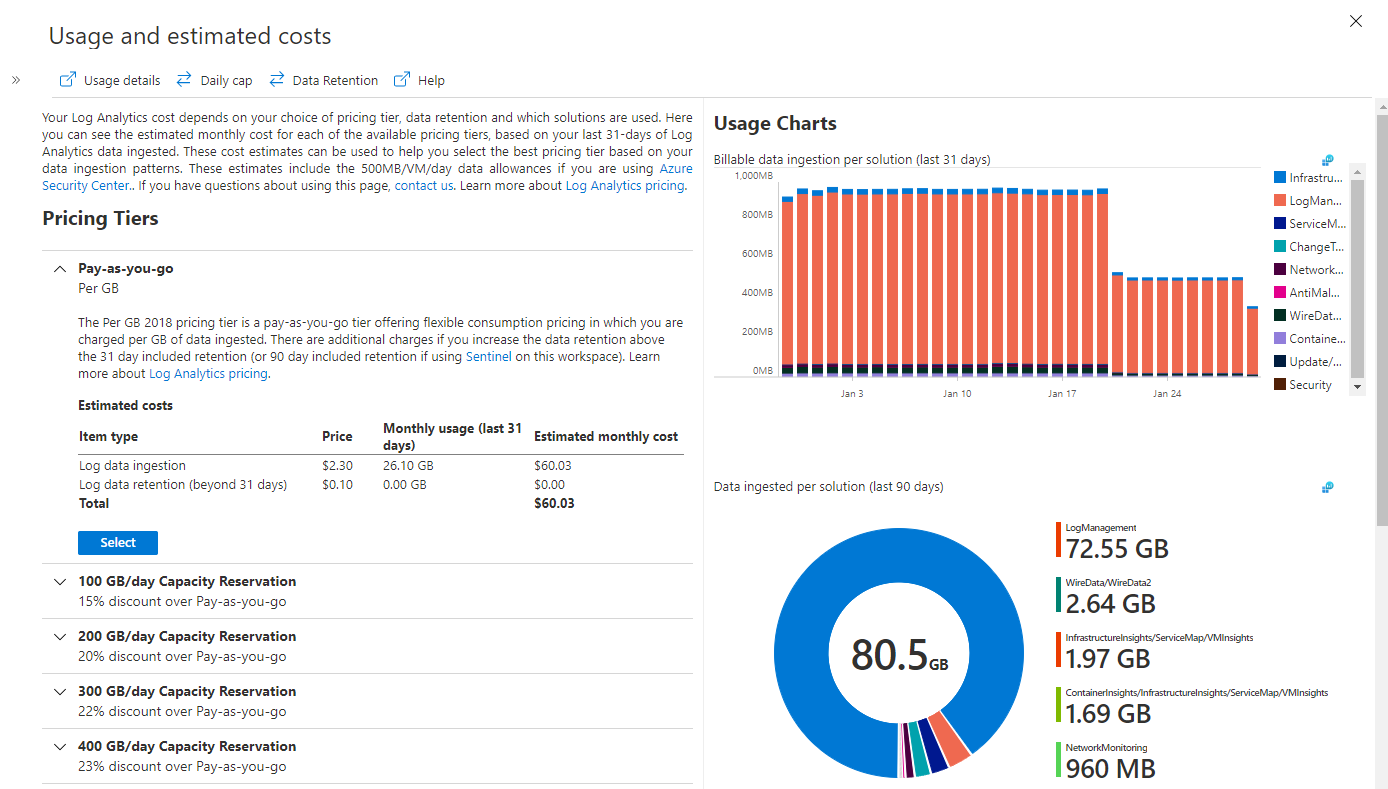 Usage and estimated costs
Usage details
Daily cap
Data Retention
Help
Your Log Analytics cost depends on your choice of pricing tier, data retention and which solutions are used. Here
you can see the estimated monthly cost for each of the available pricing tiers, based on your last 31-days of Log
Analytics data ingested. These cost estimates can be used to help you select the best pricing tier based on your
data ingestion patterns. These estimates include the 500MB/VM/day data allowances if you are using Azure
Security Center.. If you have questions about using this page, contact us. Learn more about Log Analytics pricing.
Pricing Tiers
Pay-as-you-go
Per GB
The Per GB 2018 pricing tier is a pay-as-you-go tier offering flexible consumption pricing in which you are
charged per GB of data ingested. There are additional charges if you increase the data retention above
the 31 day included retention (or 90 day included retention if using Sentinel on this workspace). Learn
more about Log Analytics pricing.
Estimated costs
Item type Price Monthly usage (last 31 days) Estimated monthly cost
Log data ingestion $2.30 26.10 GB $60.03
Log data retention (beyond 31 days) $0.10 0.00 GB $0.00
Total $60.03
Select
100 GB/day Capacity Reservation
15% discount over Pay-as-you-go
200 GB/day Capacity Reservation
20% discount over Pay-as-you-go
300 GB/day Capacity Reservation
22% discount over Pay-as-you-go
400 GB/day Capacity Reservation
23% discount over Pay-as-you-go
Usage Charts
Billable data ingestion per solution (last 31 days)
1,000MB
800MB
600MB
400MB
200MB
0MB
Jan 3 Jan 10 Jan 17 Jan 24
Infrastru...
LogMan...
ServiceM...
ChangeT...
Network...
AntiMal...
WireDat...
Containe...
Update/...
Security
Data ingested per solution (last 90 days)
80.5GB
LogManagement
72.55 GB
WireData/WireData2
2.64 GB
InfrastructureInsights/ServiceMap/VMInsights
1.97 GB
ContainerInsights/InfrastructureInsights/ServiceMap/VMInsights
1.69 GB
NetworkMonitoring
960 MB